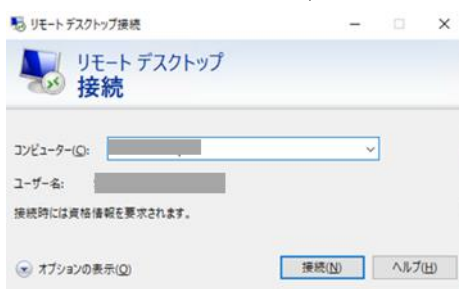 リモート デスクトップ接続
リモート デスクトップ
接続
コンピューター(C):
ユーザー名:
接続時には資格情報を要求されます。
オプションの表示(O)
接続(N)
ヘルプ(H)